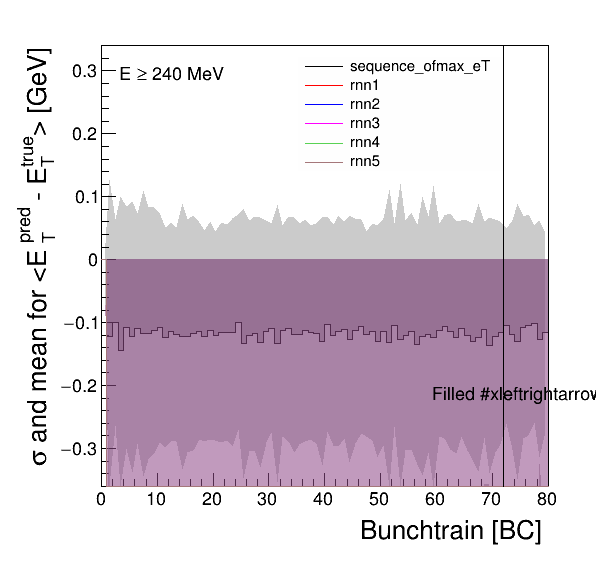 σ and mean for <E_T^pred - E_T^true> [GeV]
E ≥ 240 MeV
sequence_ofmax_eT
rnn1
rnn2
rnn3
rnn4
rnn5
0.3
0.2
0.1
0
−0.1
−0.2
−0.3
Filled #xleftrightarrow
0 10 20 30 40 50 60 70 80
Bunchtrain [BC]